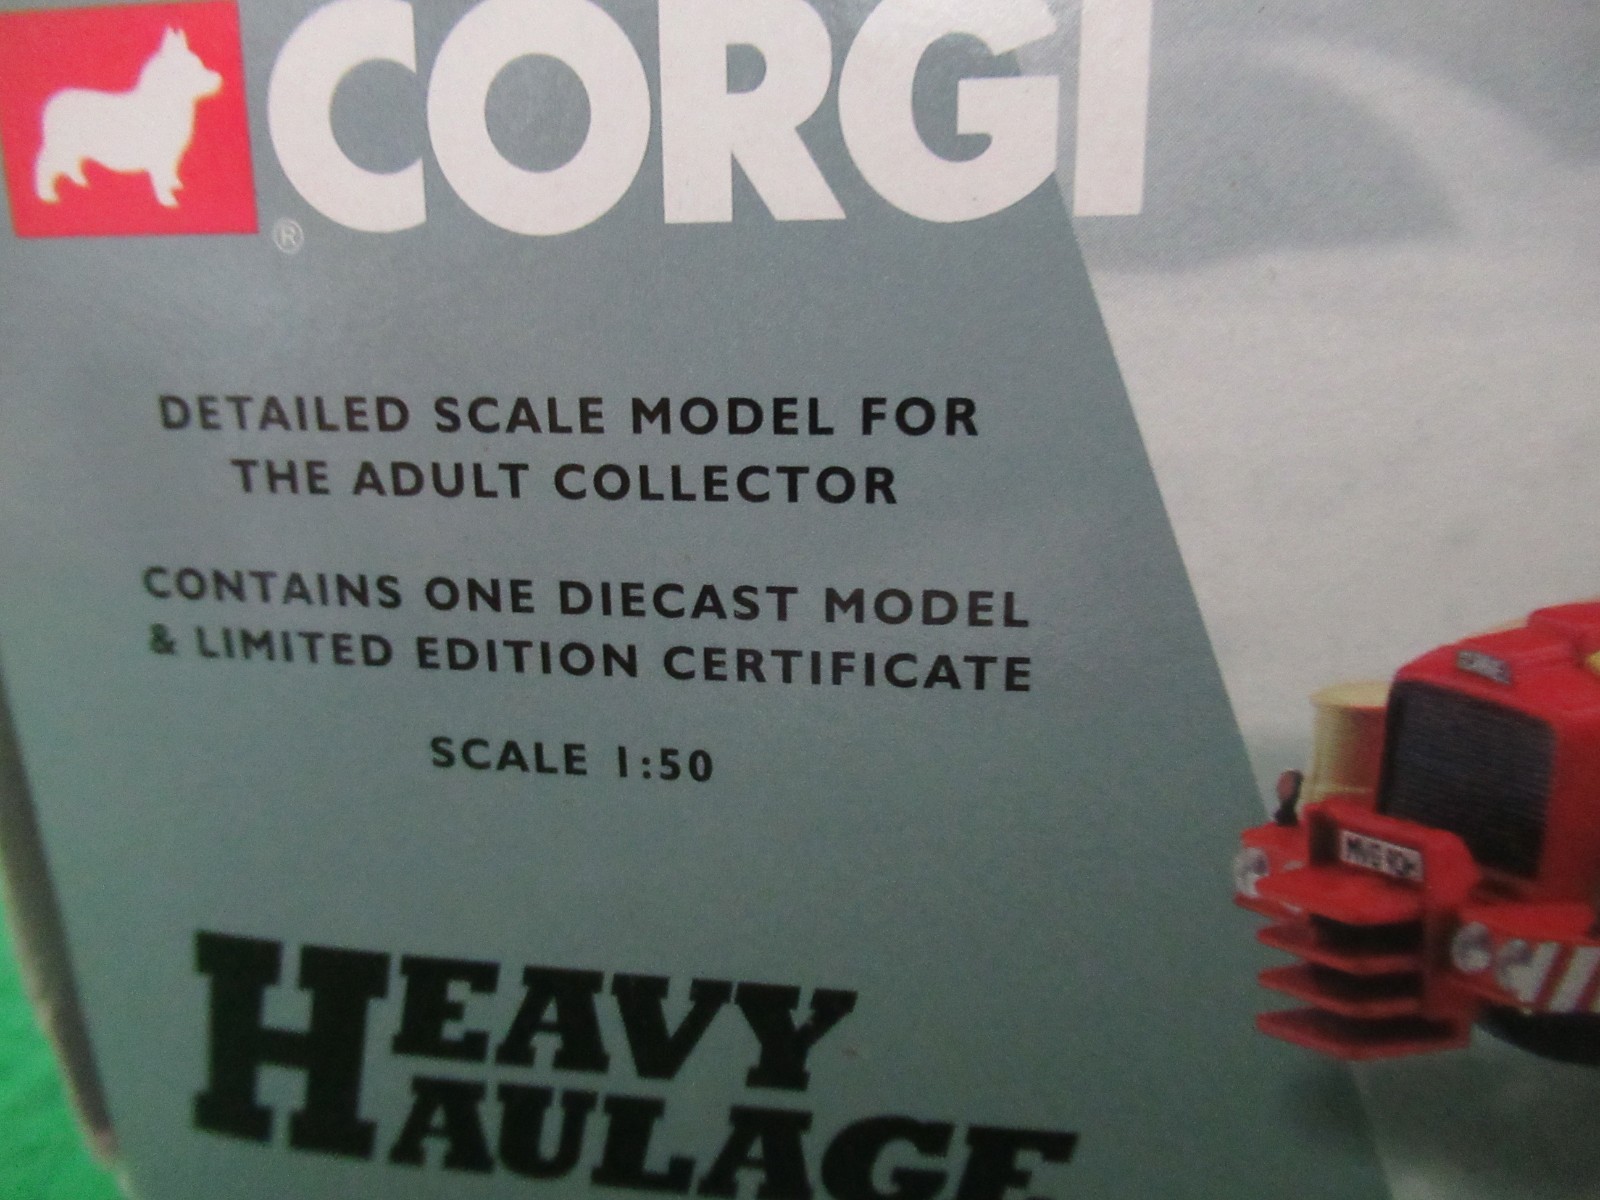 CORGI
®
DETAILED SCALE MODEL FOR
THE ADULT COLLECTOR
CONTAINS ONE DIECAST MODEL
& LIMITED EDITION CERTIFICATE
SCALE 1:50
HEAVY
HAULAGE